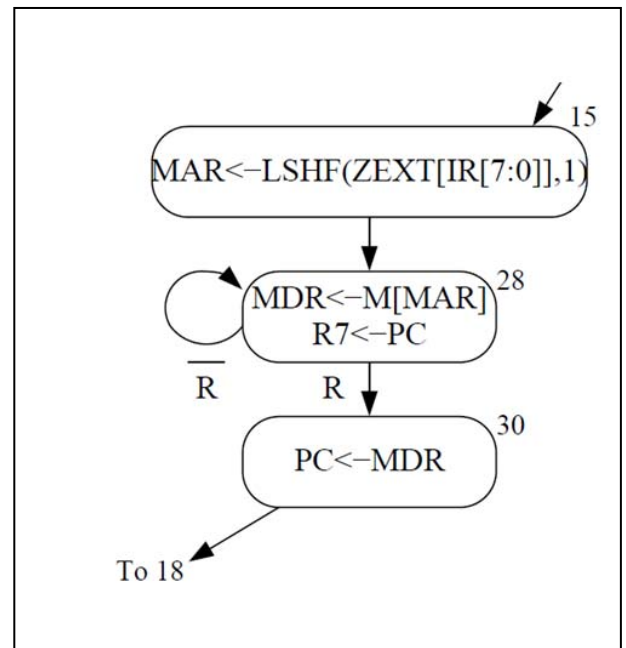 15
MAR<−LSHF(ZEXT[IR[7:0]],1)
28
MDR<−M[MAR]
R7<−PC
R̅
R
30
PC<−MDR
To 18